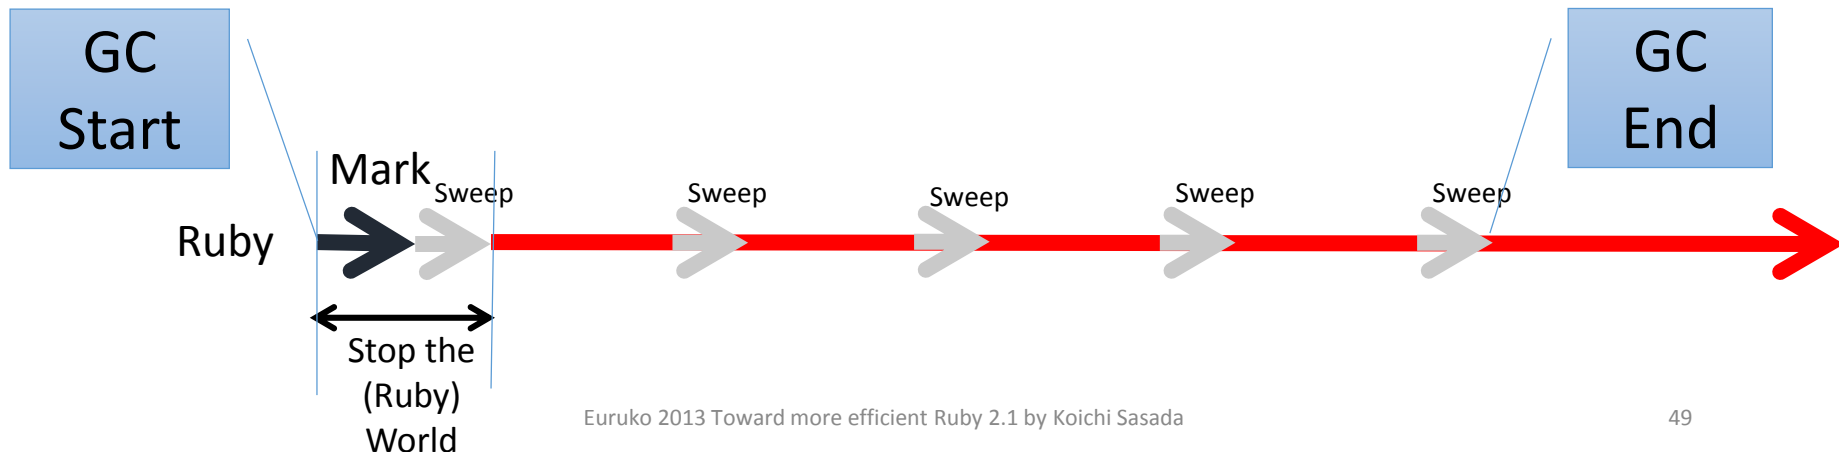 GC
Start
GC
End
Mark
Sweep
Sweep
Sweep
Sweep
Sweep
Ruby
Stop the
(Ruby)
World
Euruko 2013 Toward more efficient Ruby 2.1 by Koichi Sasada
49